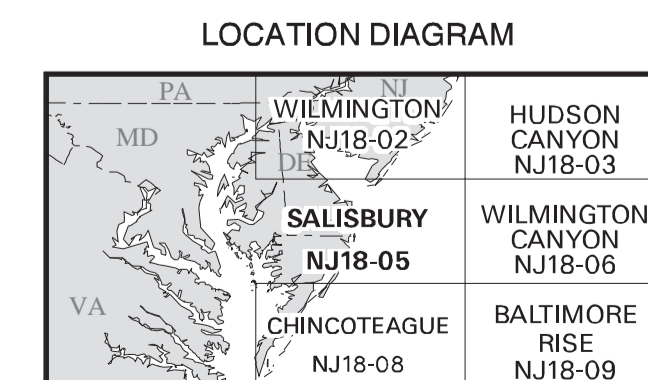 LOCATION DIAGRAM
PA
NJ
WILMINGTON
NJ18-02
HUDSON
CANYON
NJ18-03
MD
DE
SALISBURY
NJ18-05
WILMINGTON
CANYON
NJ18-06
VA
CHINCOTEAGUE
NJ18-08
BALTIMORE
RISE
NJ18-09